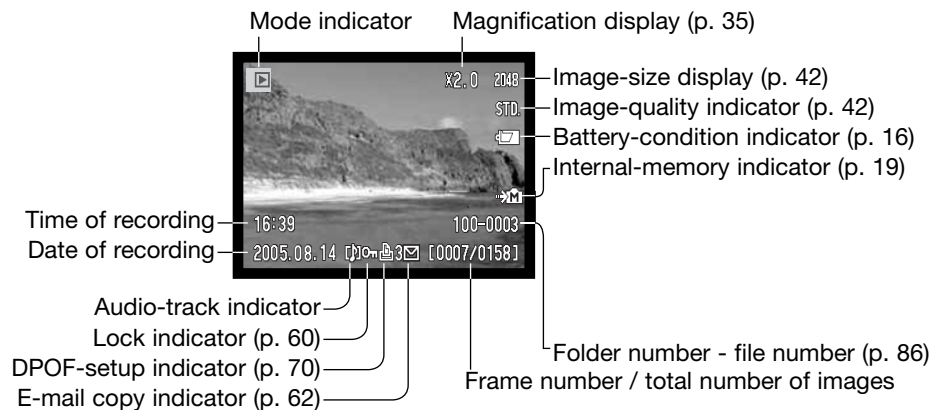 Mode indicator
Magnification display (p. 35)
X2.0 2048
Image-size display (p. 42)
STD.
Image-quality indicator (p. 42)
Battery-condition indicator (p. 16)
M
Internal-memory indicator (p. 19)
Time of recording
16:39
100-0003
Date of recording
2005.08.14 [♪] 3 [0007/0158]
Audio-track indicator
Lock indicator (p. 60)
DPOF-setup indicator (p. 70)
E-mail copy indicator (p. 62)
Folder number - file number (p. 86)
Frame number / total number of images